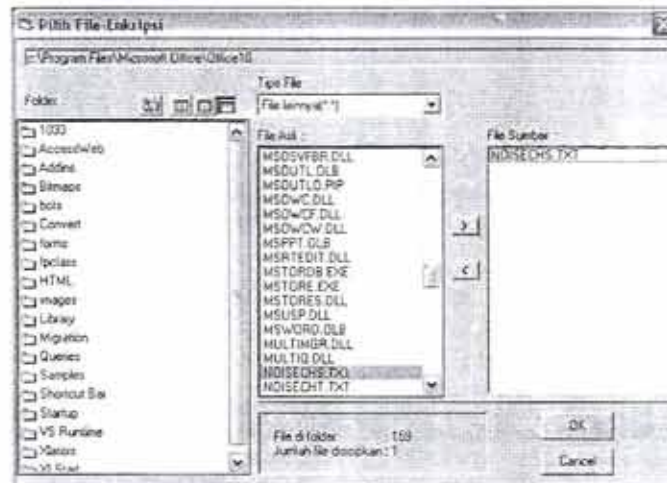 Pilih File-Enkripsi
c:\Program Files\Microsoft Office\Office10
Folder
1033
AccessWeb
Addins
Bitmaps
bots
Convert
forms
fpclass
HTML
images
Library
Migration
Queries
Samples
Shortcut Bar
Startup
VS Runtime
Xlators
XLStart
Tipe File
File lainnya(*.*)
File Asli :
MSOSVFBR.DLL
MSOUTL.OLB
MSOUTLO.PIP
MSOWC.DLL
MSOWCF.DLL
MSOWCW.DLL
MSPPT.OLB
MSRTEDIT.DLL
MSTORDB.EXE
MSTORE.EXE
MSTORES.DLL
MSUSP.DLL
MSWORD.OLB
MULTIMGR.DLL
MULTIQ.DLL
NOISECHS.TXT
NOISECHT.TXT
>
<
File Sumber
NOISECHS.TXT
File di folder : 159
Jumlah file disiapkan : 1
OK
Cancel